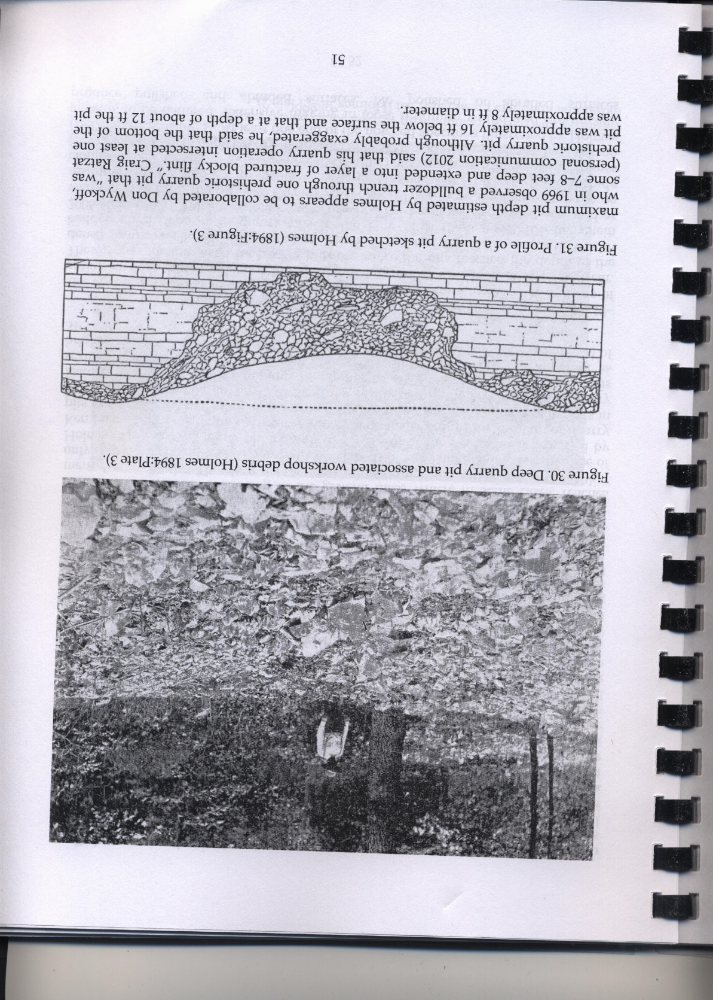 Figure 30. Deep quarry pit and associated workshop debris (Holmes 1894:Plate 3).
Figure 31. Profile of a quarry pit sketched by Holmes (1894:Figure 3).
maximum pit depth estimated by Holmes appears to be collaborated by Don Wyckoff,
who in 1969 observed a bulldozer trench through one prehistoric quarry pit that "was
some 7–8 feet deep and extended into a layer of fractured blocky flint." Craig Ratzat
(personal communication 2012) said that his quarry operation intersected at least one
prehistoric quarry pit. Although probably exaggerated, he said that the bottom of the
pit was approximately 16 ft below the surface and that at a depth of about 12 ft the pit
was approximately 8 ft in diameter.
51